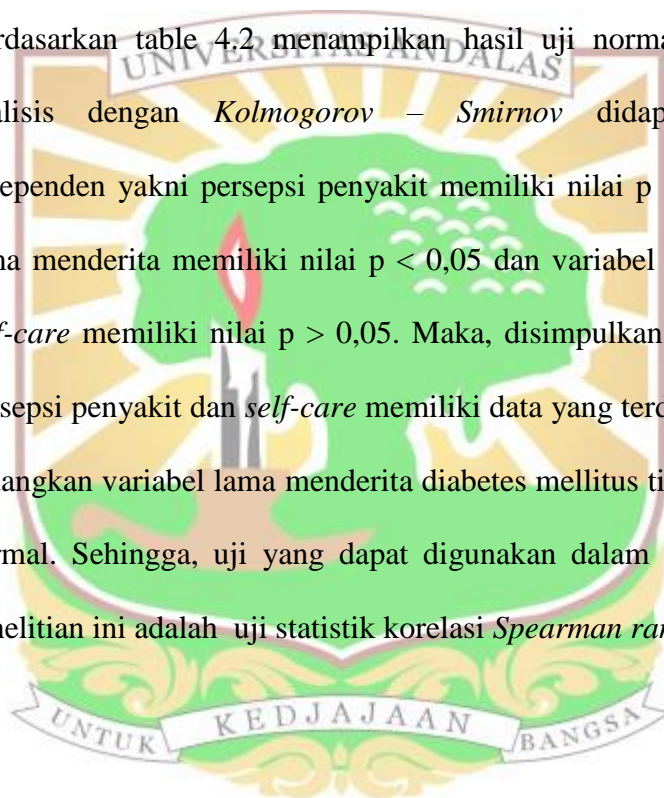 rdasarkan table 4.2 menampilkan hasil uji norma
UNIVERSITAS ANDALAS
alisis dengan Kolmogorov – Smirnov didap
dependen yakni persepsi penyakit memiliki nilai p
na menderita memiliki nilai p < 0,05 dan variabel
f-care memiliki nilai p > 0,05. Maka, disimpulkan
sepsi penyakit dan self-care memiliki data yang terd
dangkan variabel lama menderita diabetes mellitus ti
rmal. Sehingga, uji yang dapat digunakan dalam
nelitian ini adalah uji statistik korelasi Spearman ran
UNTUK KEDJAJAAN BANGSA